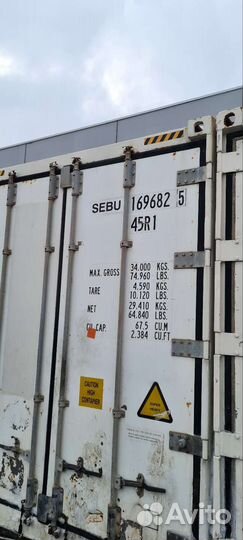 SEBU 169682 5
45R1
MAX. GROSS 34.000 KGS.
74.960 LBS.
TARE 4.590 KGS.
10.120 LBS.
NET 29.410 KGS.
64.840 LBS.
CU.CAP. 67.5 CU.M
2.384 CU.FT
CAUTION
HIGH
CONTAINER
Avito